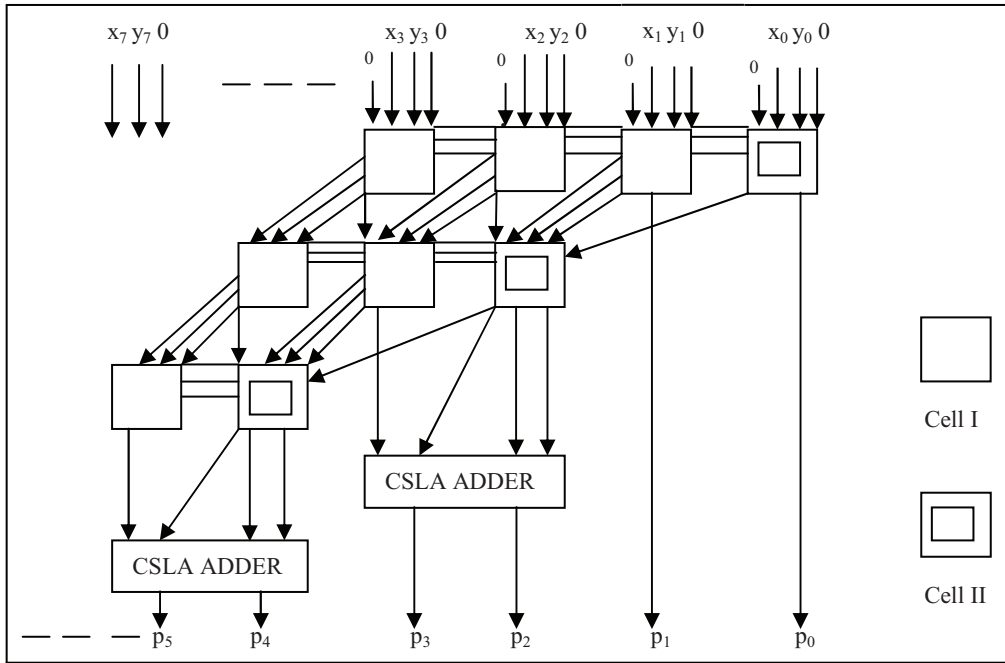 x₇ y₇ 0
x₃ y₃ 0
x₂ y₂ 0
x₁ y₁ 0
x₀ y₀ 0
0
0
0
0
Cell I
CSLA ADDER
CSLA ADDER
Cell II
p₅
p₄
p₃
p₂
p₁
p₀